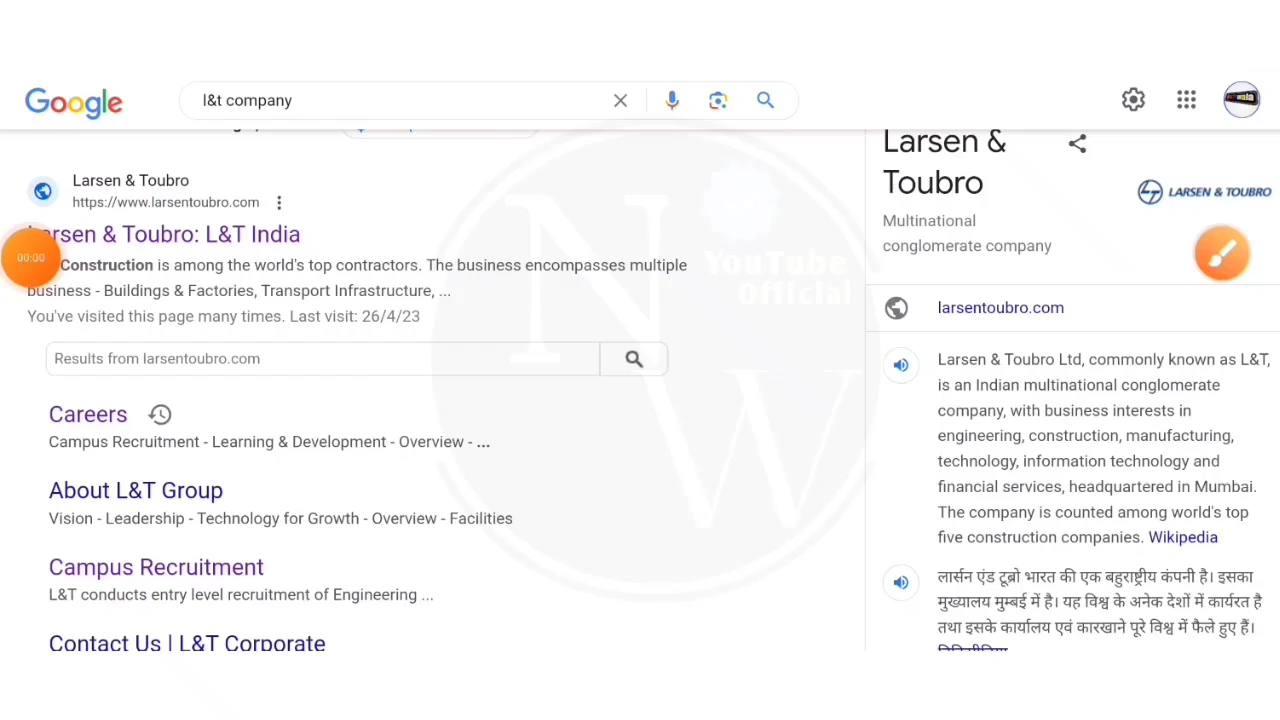 Google
l&t company
Larsen & Toubro
https://www.larsentoubro.com
Larsen & Toubro: L&T India
00:00
Construction is among the world's top contractors. The business encompasses multiple
business - Buildings & Factories, Transport Infrastructure, ...
You've visited this page many times. Last visit: 26/4/23
Results from larsentoubro.com
Careers
Campus Recruitment - Learning & Development - Overview - ...
About L&T Group
Vision - Leadership - Technology for Growth - Overview - Facilities
Campus Recruitment
L&T conducts entry level recruitment of Engineering ...
Contact Us | L&T Corporate
NW
YouTube
Official
Larsen &
Toubro
LARSEN & TOUBRO
Multinational
conglomerate company
larsentoubro.com
Larsen & Toubro Ltd, commonly known as L&T,
is an Indian multinational conglomerate
company, with business interests in
engineering, construction, manufacturing,
technology, information technology and
financial services, headquartered in Mumbai.
The company is counted among world's top
five construction companies. Wikipedia
लार्सन एंड टूब्रो भारत की एक बहुराष्ट्रीय कंपनी है। इसका
मुख्यालय मुम्बई में है। यह विश्व के अनेक देशों में कार्यरत है
तथा इसके कार्यालय एवं कारखाने पूरे विश्व में फैले हुए हैं।